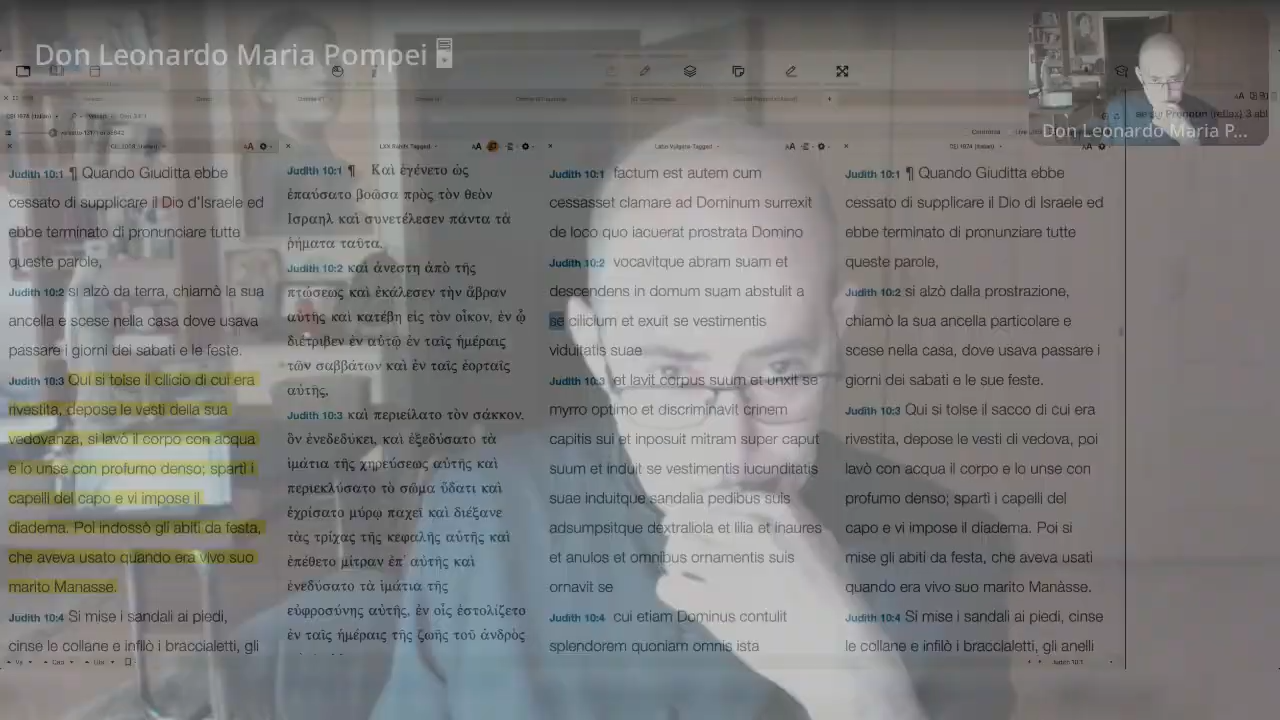 Don Leonardo Maria Pompei
Don Leonardo Maria P...
Judith 10:1 ¶ Quando Giuditta ebbe
cessato di supplicare il Dio d'Israele ed
ebbe terminato di pronunciare tutte
queste parole,
Judith 10:2 si alzò da terra, chiamò la sua
ancella e scese nella casa dove usava
passare i giorni dei sabati e le feste.
Judith 10:3 Qui si tolse il cilicio di cui era
rivestita, depose le vesti della sua
vedovanza, si lavò il corpo con acqua
e lo unse con profumo denso; spartì i
capelli del capo e vi impose il
diadema. Poi indossò gli abiti da festa,
che aveva usato quando era vivo suo
marito Manasse.
Judith 10:4 Si mise i sandali ai piedi,
cinse le collane e infilò i braccialetti, gli
LXX Rahlfs Tagged
Judith 10:1 ¶ Καὶ ἐγένετο ὡς
ἐπαύσατο βοῶσα πρὸς τὸν θεὸν
Ισραηλ καὶ συνετέλεσεν πάντα τὰ
ῥήματα ταῦτα,
Judith 10:2 καὶ ἀνέστη ἀπὸ τῆς
πτώσεως καὶ ἐκάλεσεν τὴν ἅβραν
αὐτῆς καὶ κατέβη εἰς τὸν οἶκον, ἐν ᾧ
διέτριβεν ἐν αὐτῷ ἐν ταῖς ἡμέραις
τῶν σαββάτων καὶ ἐν ταῖς ἑορταῖς
αὐτῆς,
Judith 10:3 καὶ περιείλατο τὸν σάκκον,
ὃν ἐνεδεδύκει, καὶ ἐξεδύσατο τὰ
ἱμάτια τῆς χηρεύσεως αὐτῆς καὶ
περιεκλύσατο τὸ σῶμα ὕδατι καὶ
ἐχρίσατο μύρῳ παχεῖ καὶ διέξανε
τὰς τρίχας τῆς κεφαλῆς αὐτῆς καὶ
ἐπέθετο μίτραν ἐπ᾽ αὐτῆς καὶ
ἐνεδύσατο τὰ ἱμάτια τῆς
εὐφροσύνης αὐτῆς, ἐν οἷς ἐστολίζετο
ἐν ταῖς ἡμέραις τῆς ζωῆς τοῦ ἀνδρὸς
Latin Vulgate Tagged
Judith 10:1 factum est autem cum
cessasset clamare ad Dominum surrexit
de loco quo iacuerat prostrata Domino
Judith 10:2 vocavitque abram suam et
descendens in domum suam abstulit a
se cilicium et exuit se vestimentis
viduitatis suae
Judith 10:3 et lavit corpus suum et unxit se
myrro optimo et discriminavit crinem
capitis sui et inposuit mitram super caput
suum et induit se vestimentis iucunditatis
suae induitque sandalia pedibus suis
adsumpsitque dextraliola et lilia et inaures
et anulos et omnibus ornamentis suis
ornavit se
Judith 10:4 cui etiam Dominus contulit
splendorem quoniam omnis ista
CEI 1974 (Italian)
Judith 10:1 ¶ Quando Giuditta ebbe
cessato di supplicare il Dio di Israele ed
ebbe terminato di pronunziare tutte
queste parole,
Judith 10:2 si alzò dalla prostrazione,
chiamò la sua ancella particolare e
scese nella casa, dove usava passare i
giorni dei sabati e le sue feste.
Judith 10:3 Qui si tolse il sacco di cui era
rivestita, depose le vesti di vedova, poi
lavò con acqua il corpo e lo unse con
profumo denso; spartì i capelli del
capo e vi impose il diadema. Poi si
mise gli abiti da festa, che aveva usati
quando era vivo suo marito Manàsse.
Judith 10:4 Si mise i sandali ai piedi, cinse
le collane e infilò i braccialetti, gli anelli
Judith 10:1